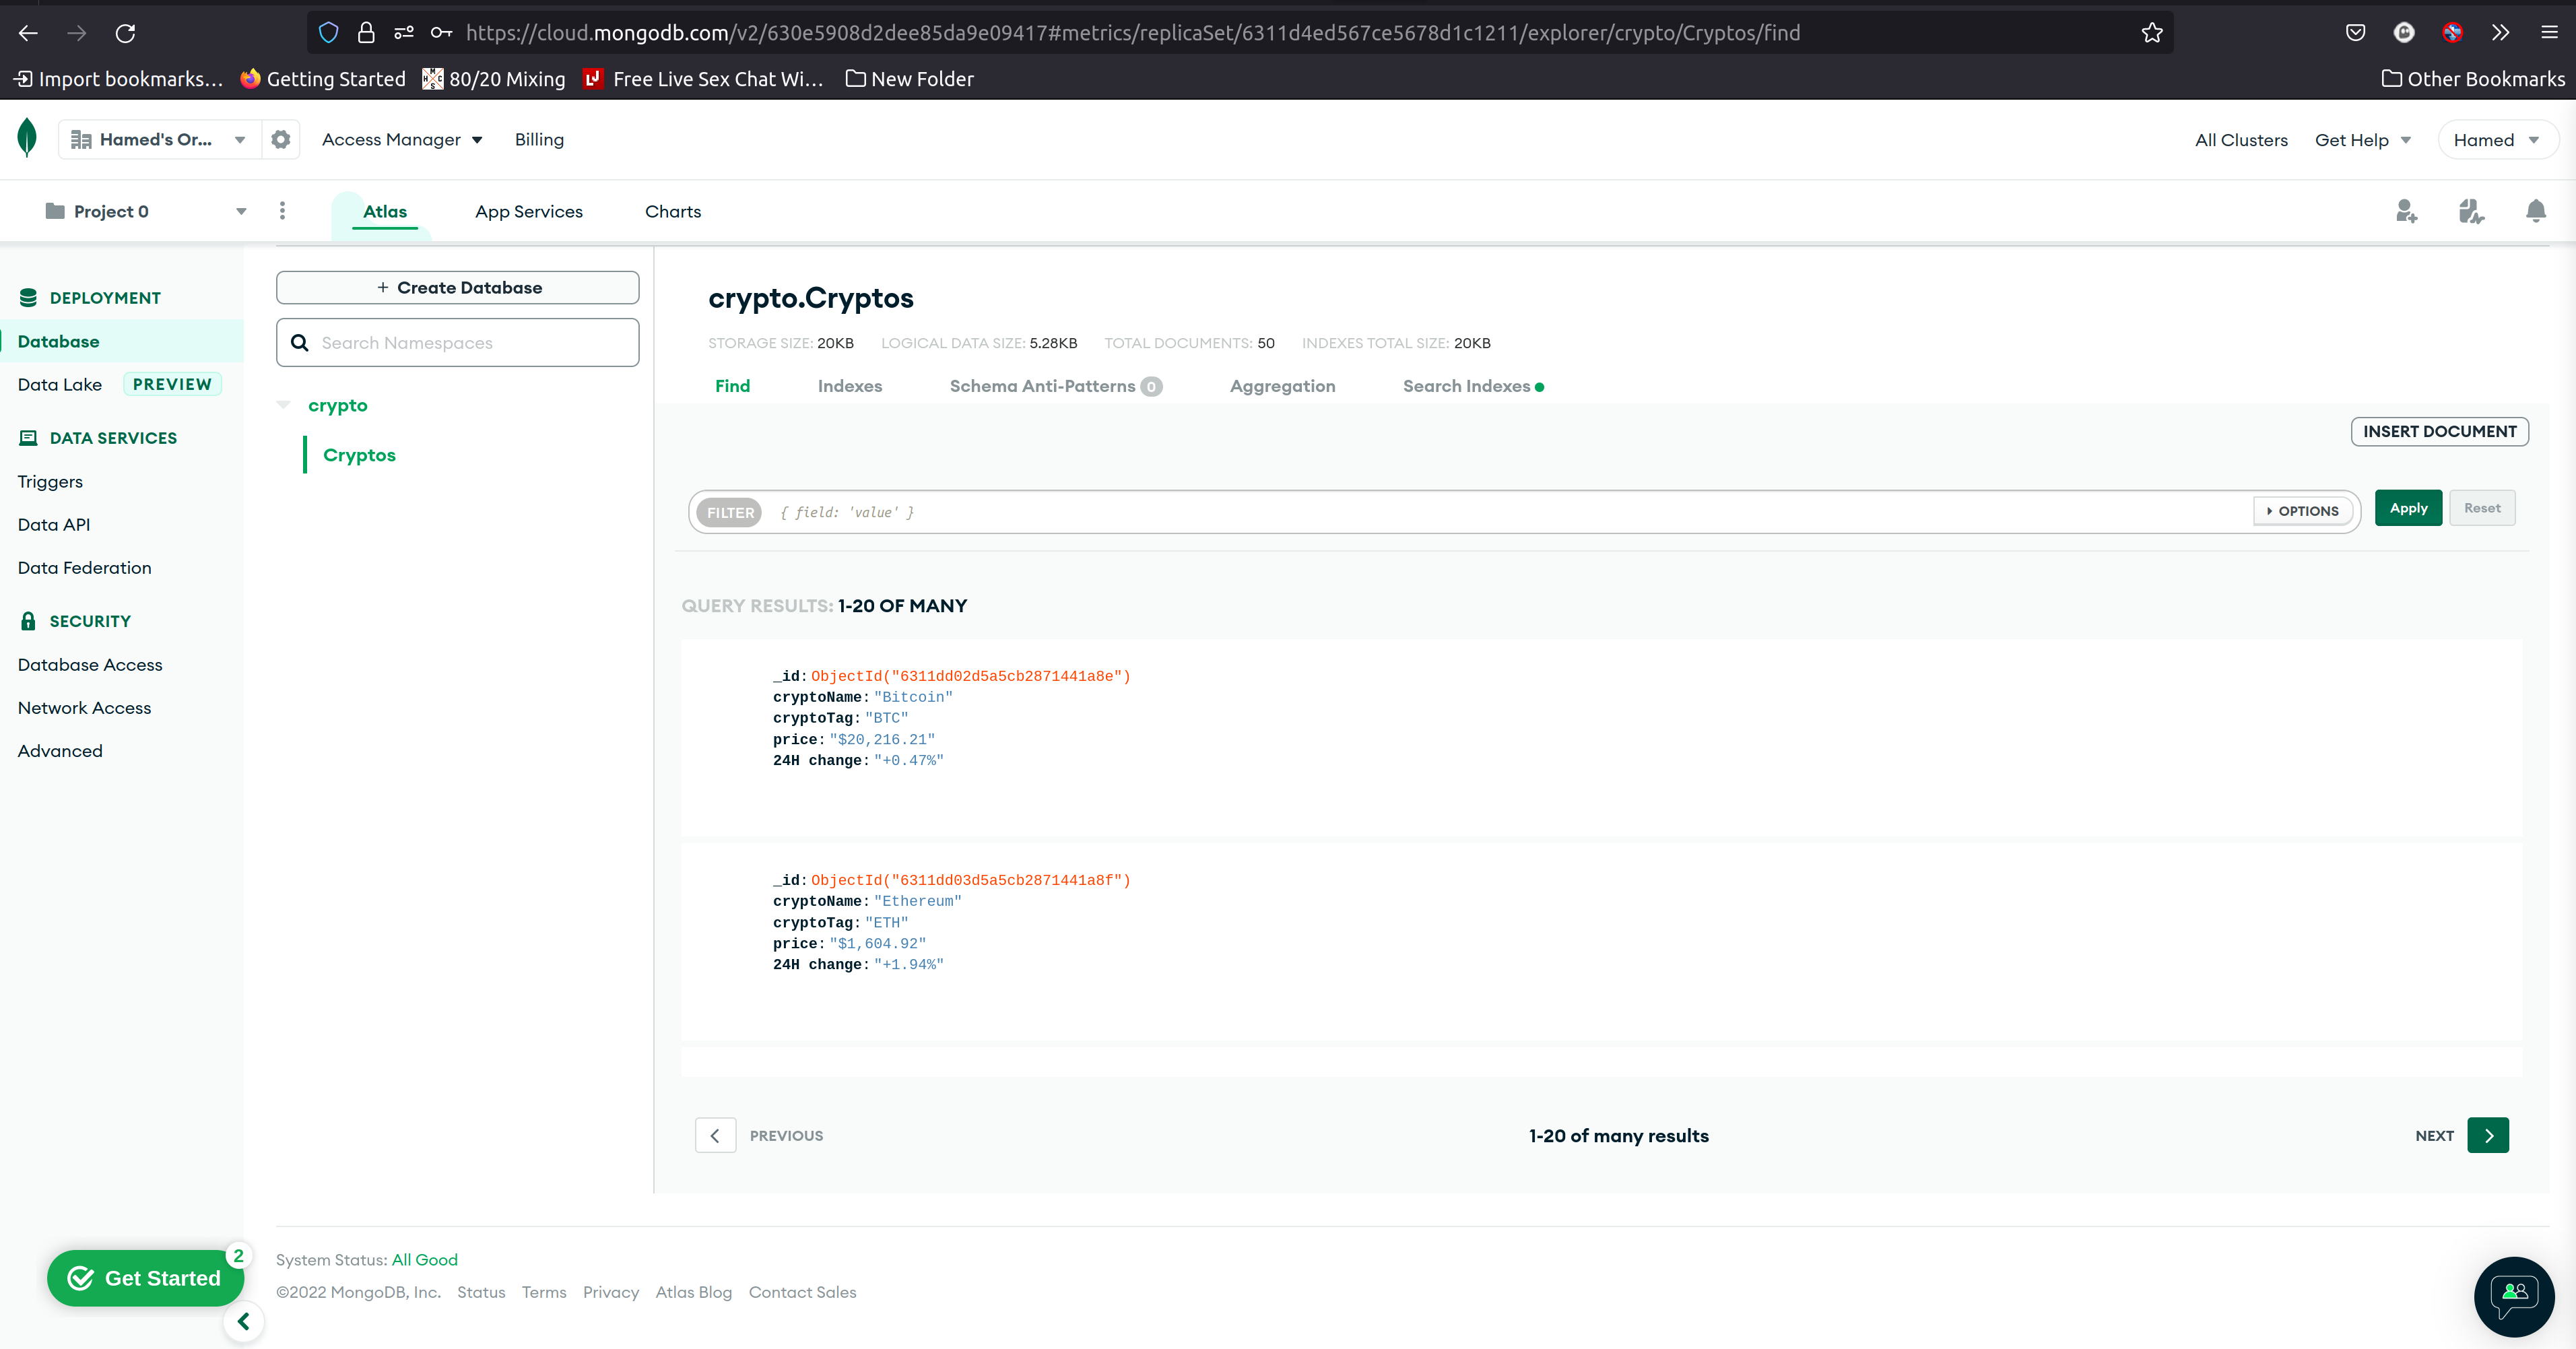 https://cloud.mongodb.com/v2/630e5908d2dee85da9e09417#metrics/replicaSet/6311d4ed567ce5678d1c1211/explorer/crypto/Cryptos/find
Import bookmarks... Getting Started 80/20 Mixing Free Live Sex Chat Wi... New Folder Other Bookmarks
Hamed's Or... Access Manager Billing All Clusters Get Help Hamed
Project 0 Atlas App Services Charts
DEPLOYMENT
Database
Data Lake PREVIEW
DATA SERVICES
Triggers
Data API
Data Federation
SECURITY
Database Access
Network Access
Advanced
+ Create Database
Search Namespaces
crypto
Cryptos
crypto.Cryptos
STORAGE SIZE: 20KB LOGICAL DATA SIZE: 5.28KB TOTAL DOCUMENTS: 50 INDEXES TOTAL SIZE: 20KB
Find Indexes Schema Anti-Patterns 0 Aggregation Search Indexes
INSERT DOCUMENT
FILTER { field: 'value' } OPTIONS Apply Reset
QUERY RESULTS: 1-20 OF MANY
_id: ObjectId("6311dd02d5a5cb2871441a8e")
cryptoName: "Bitcoin"
cryptoTag: "BTC"
price: "$20,216.21"
24H change: "+0.47%"
_id: ObjectId("6311dd03d5a5cb2871441a8f")
cryptoName: "Ethereum"
cryptoTag: "ETH"
price: "$1,604.92"
24H change: "+1.94%"
PREVIOUS 1-20 of many results NEXT
System Status: All Good
©2022 MongoDB, Inc. Status Terms Privacy Atlas Blog Contact Sales
Get Started 2